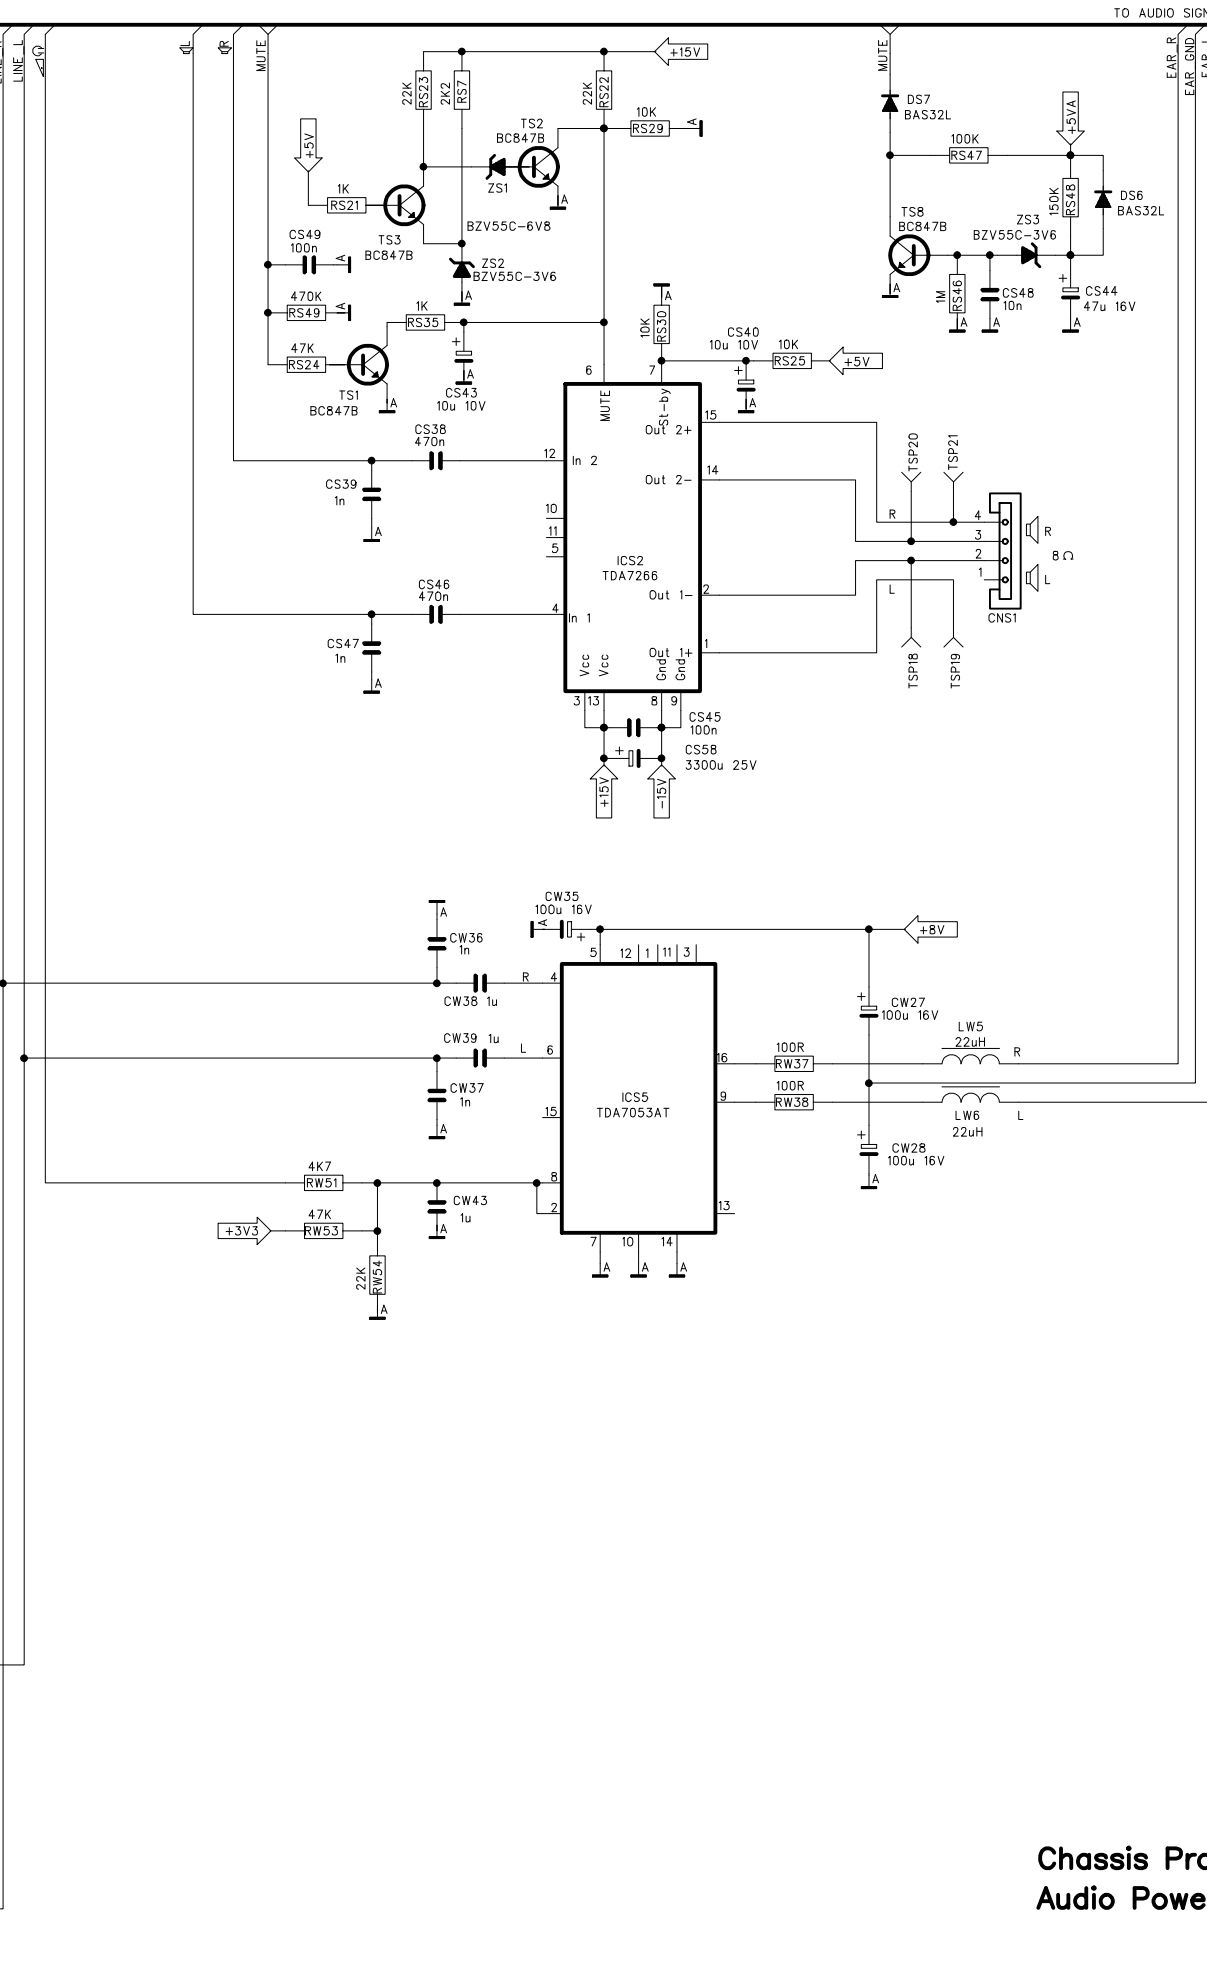 TO AUDIO SIGN
LINE_L
L
R
MUTE
+15V
22K
RS23
2K2
RS7
22K
RS22
TS2
BC847B
10K
RS29
A
+5V
1K
RS21
ZS1
A
TS3
BC847B
BZV55C-6V8
CS49
100n
A
ZS2
BZV55C-3V6
A
470K
RS49
A
1K
RS35
47K
RS24
TS1
BC847B
A
A
CS43
10u 10V
MUTE
DS7
BAS32L
100K
RS47
+5VA
150K
RS48
DS6
BAS32L
TS8
BC847B
ZS3
BZV55C-3V6
A
1M
RS46
CS48
10n
CS44
47u 16V
A
A
A
EAR_R
EAR GND
A
10K
RS30
CS40
10u 10V
10K
RS25
+5V
A
6
7
MUTE
St-by
CS38
470n
12
In 2
CS39
1n
A
Out 2+
15
Out 2-
14
10
11
5
ICS2
TDA7266
CS46
470n
4
In 1
CS47
1n
A
Out 1-
2
Out 1+
1
Vcc
Vcc
Gnd
Gnd
3
13
8
9
CS45
100n
CS58
3300u 25V
+15V
-15V
TSP20
TSP21
R
4
3
2
1
L
R
8 Ω
L
CNS1
TSP18
TSP19
CW35
100u 16V
A
+8V
A
CW36
1n
5
12
1
11
3
R
4
CW38 1u
CW39 1u
L
6
CW37
1n
A
15
ICS5
TDA7053AT
16
100R
RW37
9
100R
RW38
CW27
100u 16V
LW5
22uH
R
LW6
22uH
L
CW28
100u 16V
A
4K7
RW51
CW43
1u
A
8
2
13
+3V3
47K
RW53
22K
RW54
A
7
10
14
A
A
A
Chassis Pro
Audio Powe